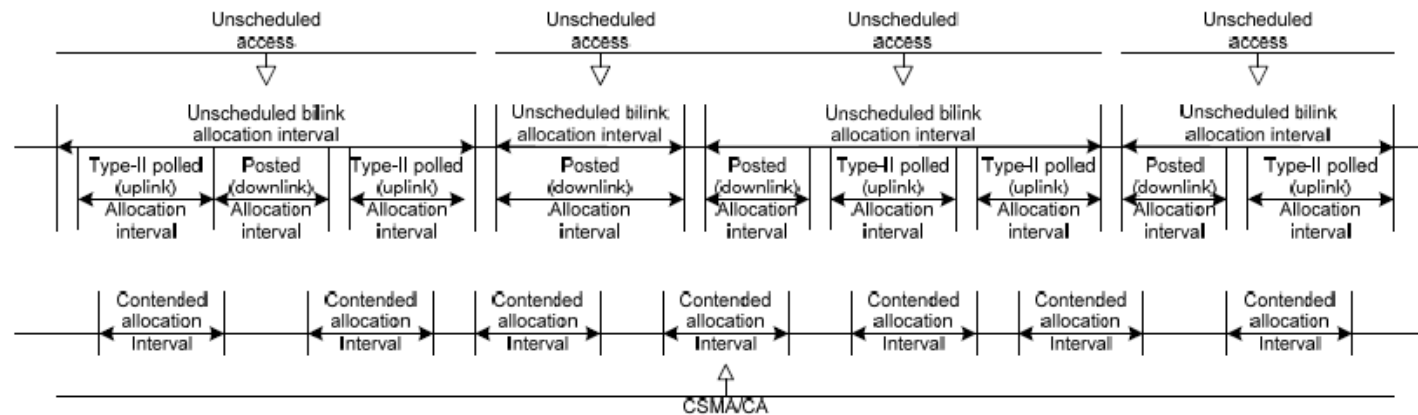 Unscheduled access
Unscheduled access
Unscheduled access
Unscheduled access
Unscheduled bilink
allocation interval
Unscheduled bilink
allocation interval
Unscheduled bilink
allocation interval
Unscheduled bilink
allocation interval
Type-II polled
(uplink)
Allocation
interval
Posted
(downlink)
Allocation
interval
Type-II polled
(uplink)
Allocation
interval
Posted
(downlink)
Allocation
interval
Posted
(downlink)
Allocation
interval
Type-II polled
(uplink)
Allocation
interval
Type-II polled
(uplink)
Allocation
interval
Posted
(downlink)
Allocation
interval
Type-II polled
(uplink)
Allocation
interval
Contended
allocation
Interval
Contended
allocation
Interval
Contended
allocation
Interval
Contended
allocation
Interval
Contended
allocation
Interval
Contended
allocation
Interval
Contended
allocation
Interval
CSMA/CA